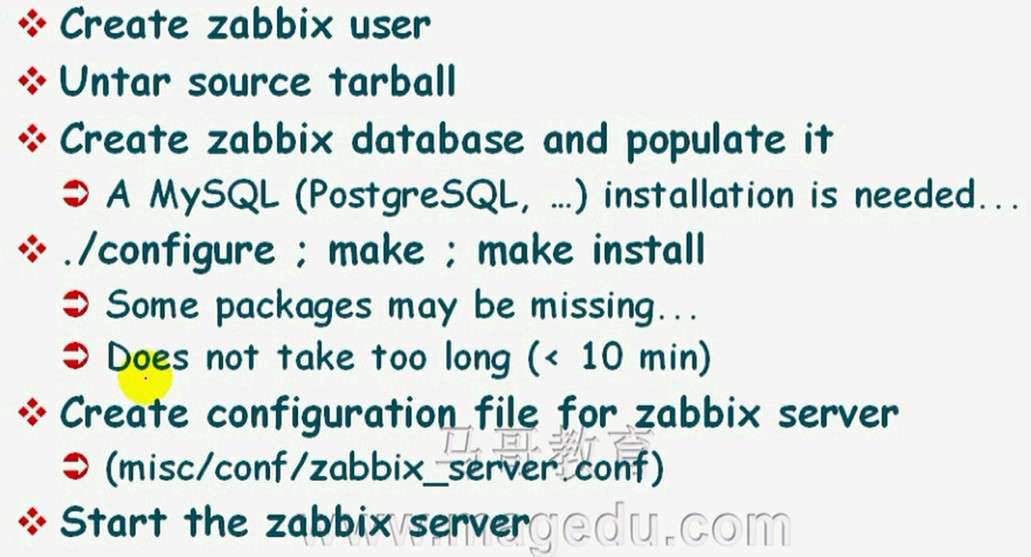 Create zabbix user
Untar source tarball
Create zabbix database and populate it
A MySQL (PostgreSQL, ...) installation is needed...
./configure ; make ; make install
Some packages may be missing...
Does not take too long (< 10 min)
Create configuration file for zabbix server
马哥教育
(misc/conf/zabbix_server.conf)
Start the zabbix server
www.magedu.com